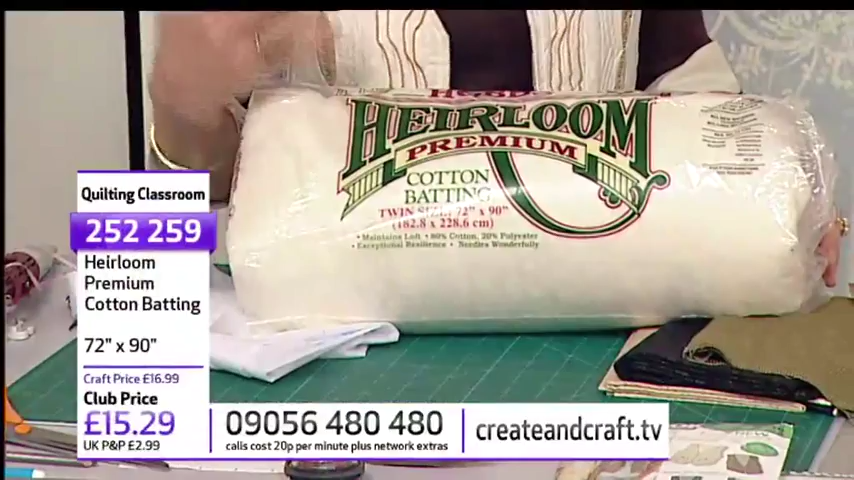 HEIRLOOM
PREMIUM
COTTON
BATTING
TWIN SIZE: 72" x 90"
(182.8 x 228.6 cm)
• Maintains Loft • 80% Cotton, 20% Polyester
• Exceptional Resilience • Needles Wonderfully
Quilting Classroom
252 259
Heirloom
Premium
Cotton Batting
72" x 90"
Craft Price £16.99
Club Price
£15.29
UK P&P £2.99
09056 480 480
calls cost 20p per minute plus network extras
createandcraft.tv